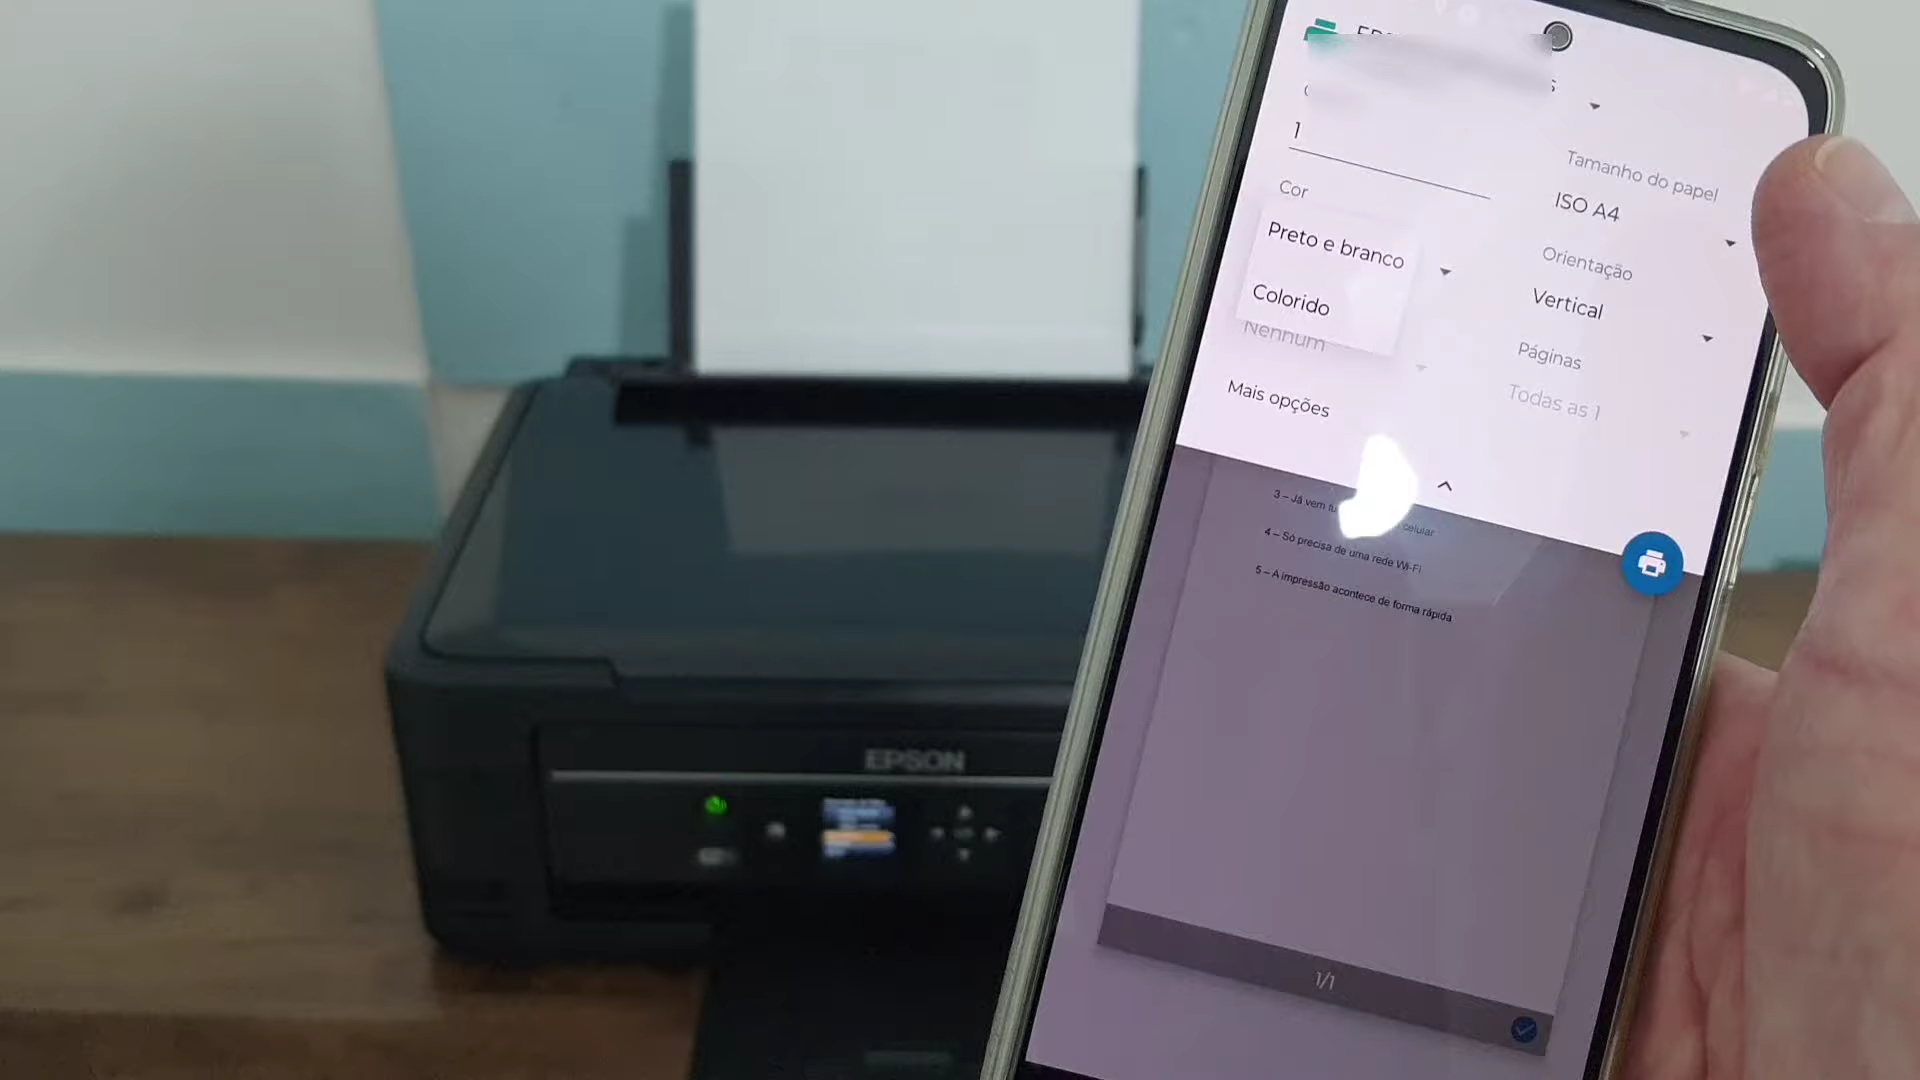 1
Tamanho do papel
ISO A4
Cor
Preto e branco
Colorido
Orientação
Vertical
Nenhum
Páginas
Todas as 1
Mais opções
3 – Já vem
celular
4 – Só precisa de uma rede Wi-Fi
5 – A impressão acontece de forma rápida
1/1
EPSON